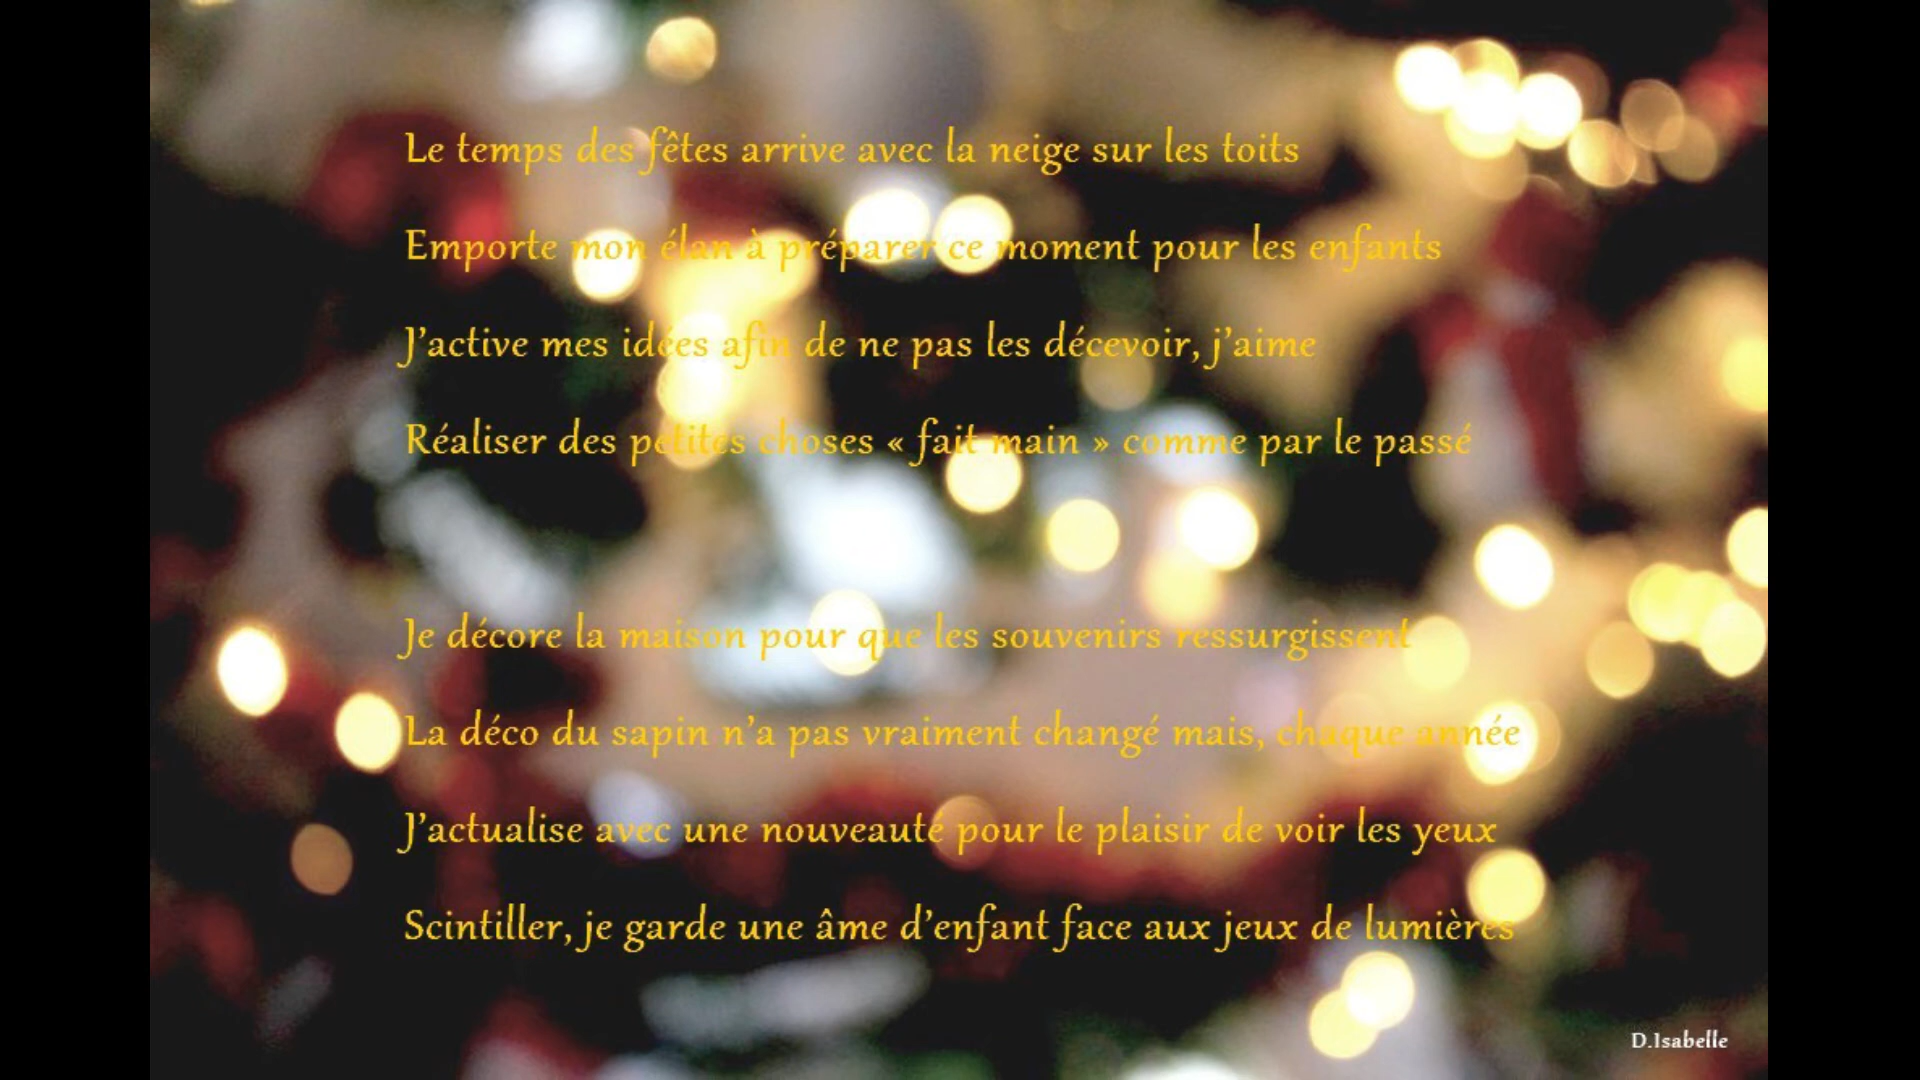 Le temps des fêtes arrive avec la neige sur les toits
Emporte mon élan à préparer ce moment pour les enfants
J’active mes idées afin de ne pas les décevoir, j’aime
Réaliser des petites choses « fait main » comme par le passé
Je décore la maison pour que les souvenirs ressurgissent
La déco du sapin n’a pas vraiment changé mais, chaque année
J’actualise avec une nouveauté pour le plaisir de voir les yeux
Scintiller, je garde une âme d’enfant face aux jeux de lumières
D.Isabelle